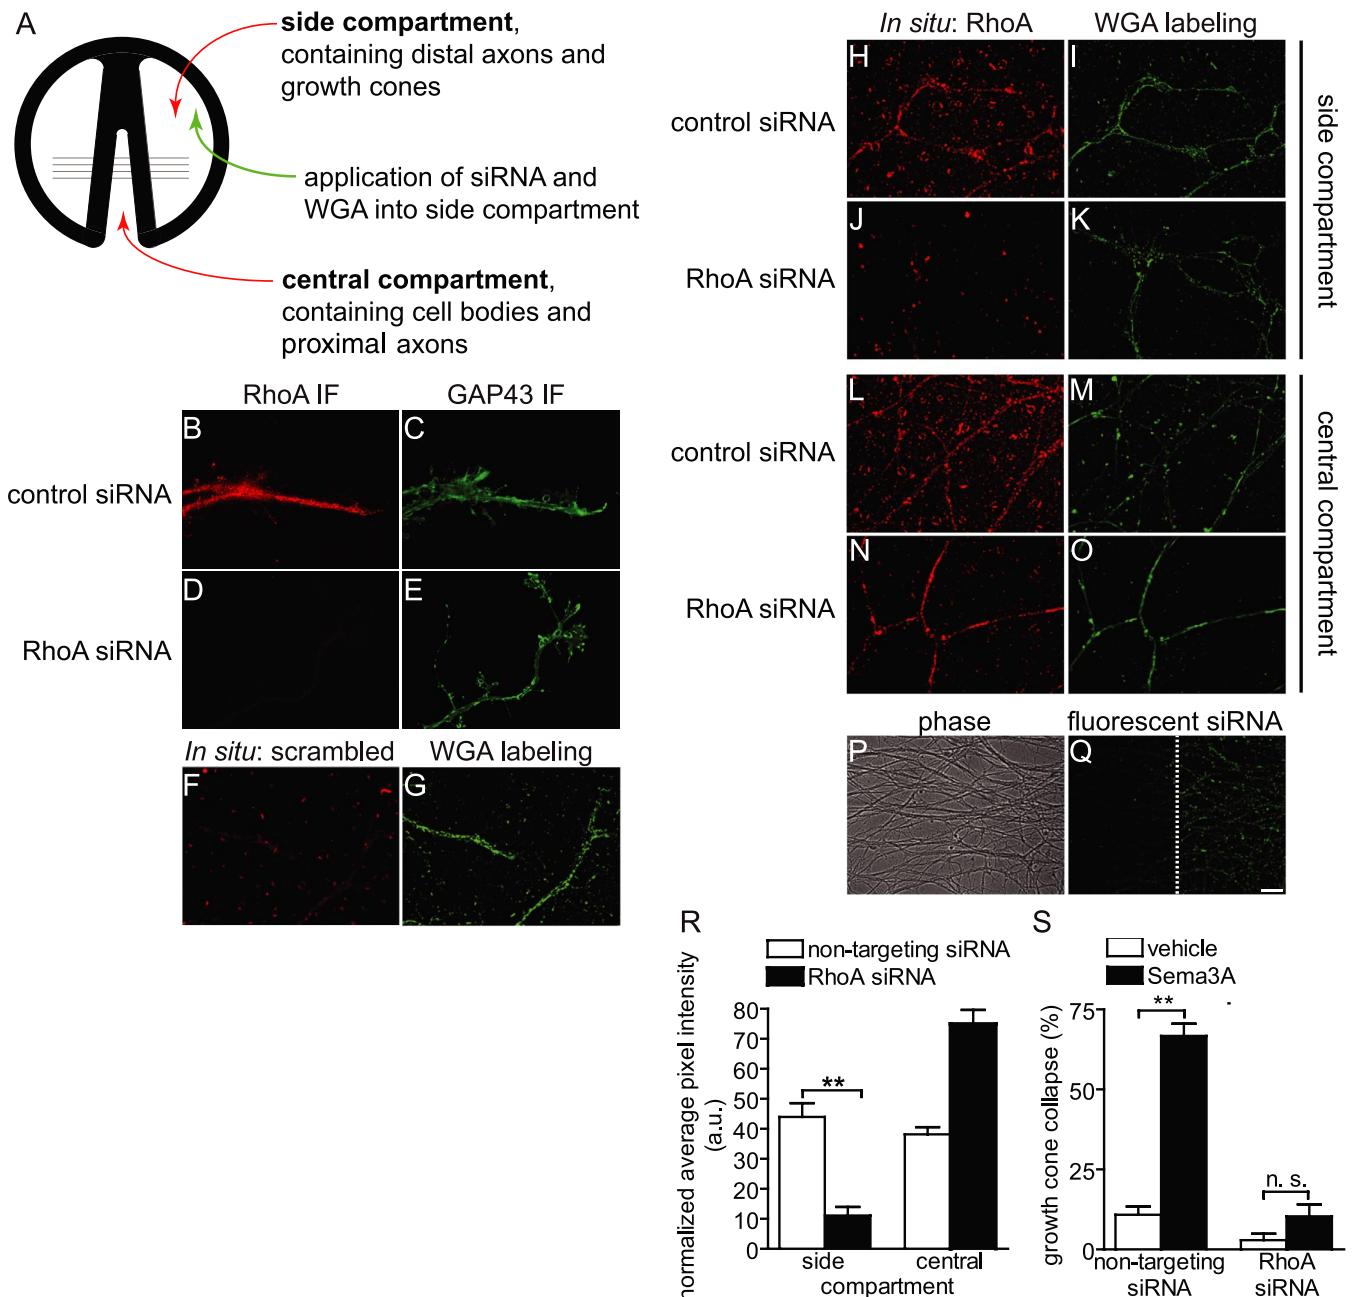 A
side compartment,
containing distal axons and
growth cones
application of siRNA and
WGA into side compartment
central compartment,
containing cell bodies and
proximal axons
RhoA IF
GAP43 IF
B
C
control siRNA
D
E
RhoA siRNA
In situ: scrambled
WGA labeling
F
G
In situ: RhoA
WGA labeling
H
I
control siRNA
J
K
RhoA siRNA
side compartment
L
M
control siRNA
N
O
RhoA siRNA
central compartment
phase
fluorescent siRNA
P
Q
R
non-targeting siRNA
RhoA siRNA
normalized average pixel intensity
(a.u.)
80
70
60
50
40
30
20
10
0
**
side
central
compartment
S
vehicle
Sema3A
growth cone collapse (%)
75
50
25
0
**
n. s.
non-targeting
siRNA
RhoA
siRNA